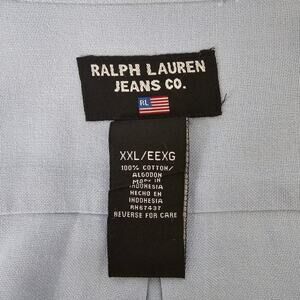 RALPH LAUREN
JEANS CO.
RL
XXL/EEXG
100% COTTON/
ALGODON
MADE IN
INDONESIA
HECHO EN
INDONESIA
RN67437
REVERSE FOR CARE